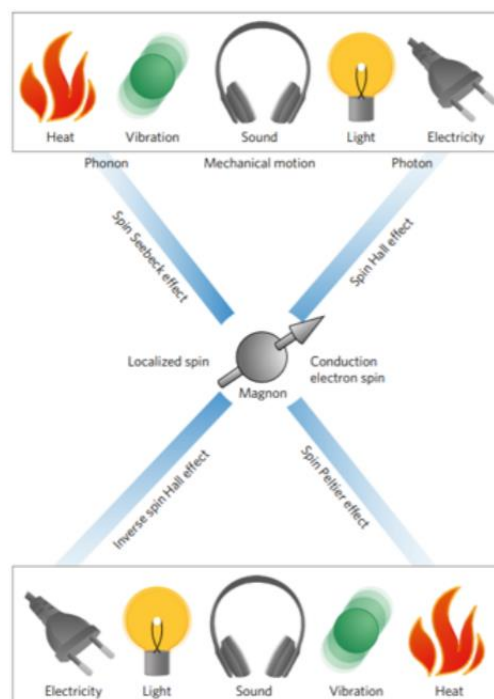 Heat Vibration Sound Light Electricity
Phonon Mechanical motion Photon
Spin Seebeck effect
Spin Hall effect
Localized spin
Conduction
electron spin
Magnon
Inverse spin Hall effect
Spin Peltier effect
Electricity Light Sound Vibration Heat